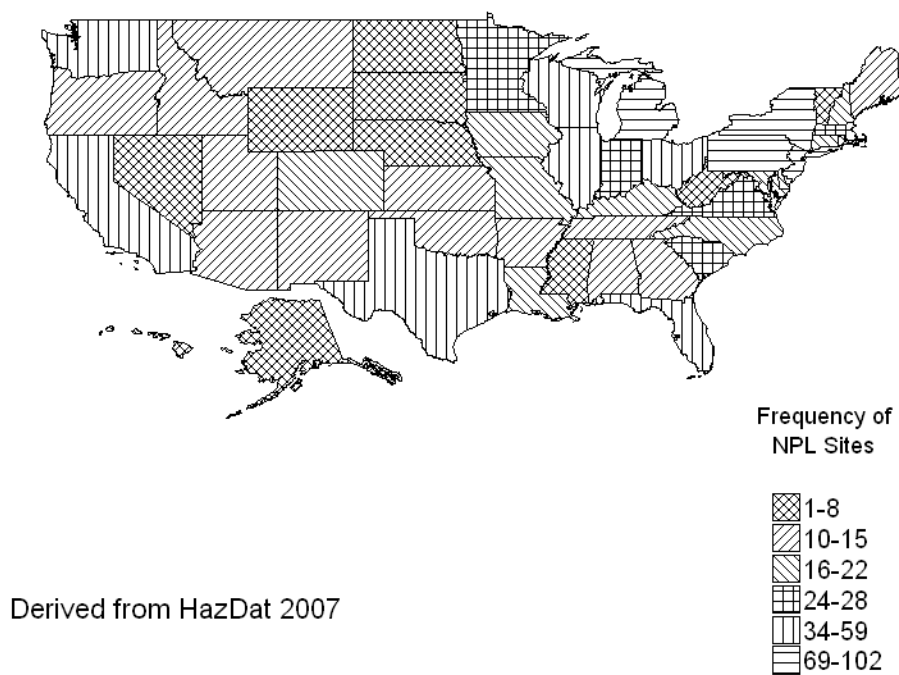 Frequency of
NPL Sites
1-8
10-15
16-22
24-28
34-59
69-102
Derived from HazDat 2007